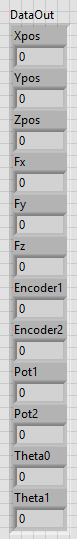 DataOut
Xpos
0
Ypos
0
Zpos
0
Fx
0
Fy
0
Fz
0
Encoder1
0
Encoder2
0
Pot1
0
Pot2
0
Theta0
0
Theta1
0